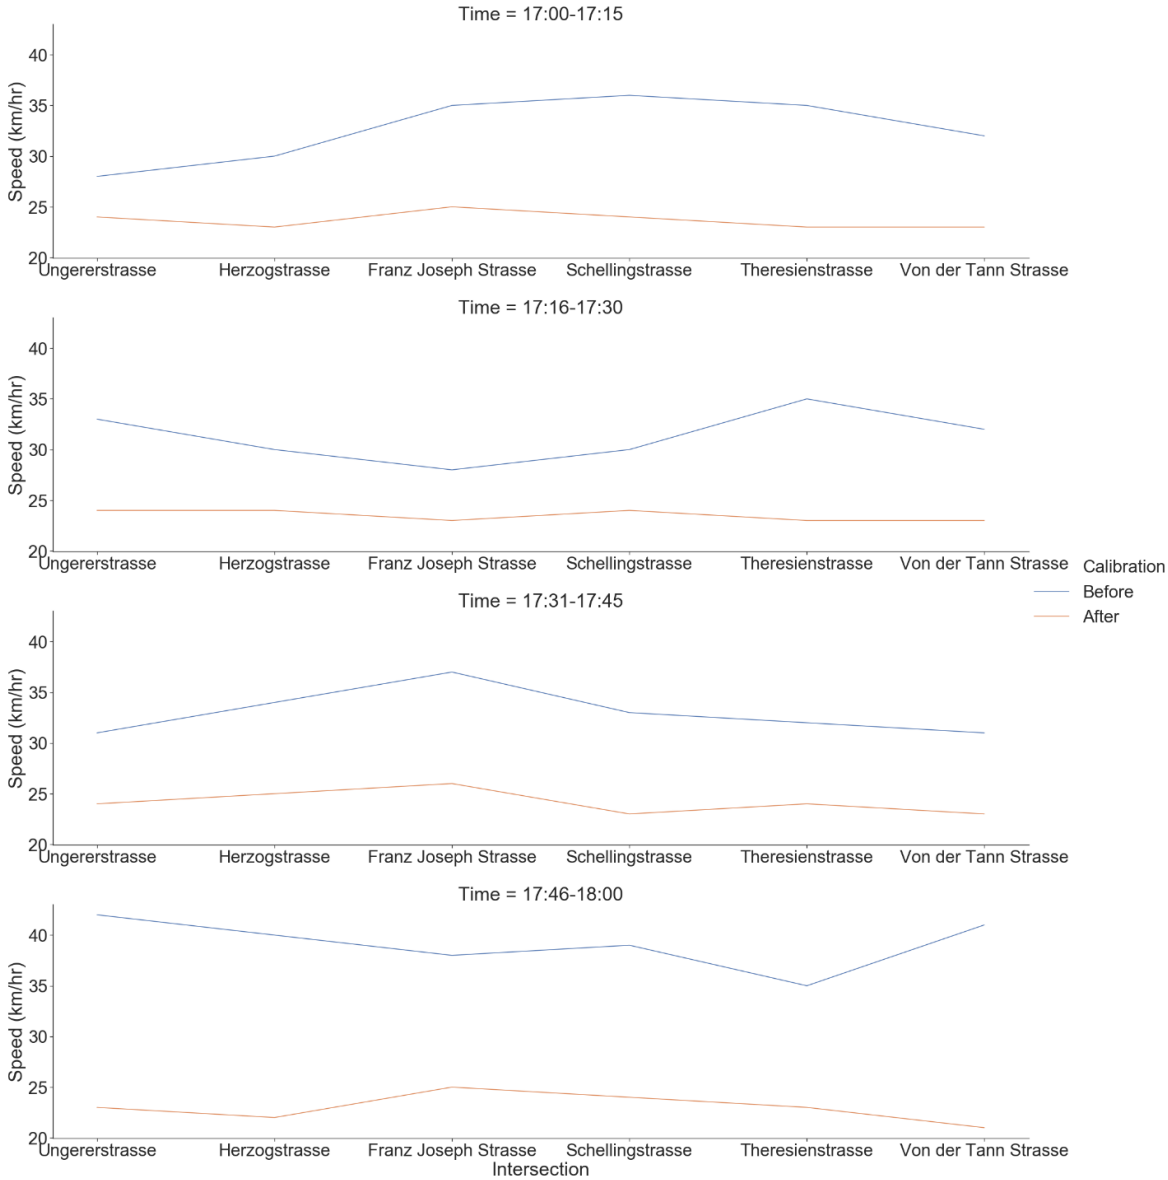 Time = 17:00-17:15
40
35
30
25
20
Speed (km/hr)
Ungererstrasse Herzogstrasse Franz Joseph Strasse Schellingstrasse Theresienstrasse Von der Tann Strasse
Time = 17:16-17:30
40
35
30
25
20
Speed (km/hr)
Ungererstrasse Herzogstrasse Franz Joseph Strasse Schellingstrasse Theresienstrasse Von der Tann Strasse
Calibration
Before
After
Time = 17:31-17:45
40
35
30
25
20
Speed (km/hr)
Ungererstrasse Herzogstrasse Franz Joseph Strasse Schellingstrasse Theresienstrasse Von der Tann Strasse
Time = 17:46-18:00
40
35
30
25
20
Speed (km/hr)
Ungererstrasse Herzogstrasse Franz Joseph Strasse Schellingstrasse Theresienstrasse Von der Tann Strasse
Intersection